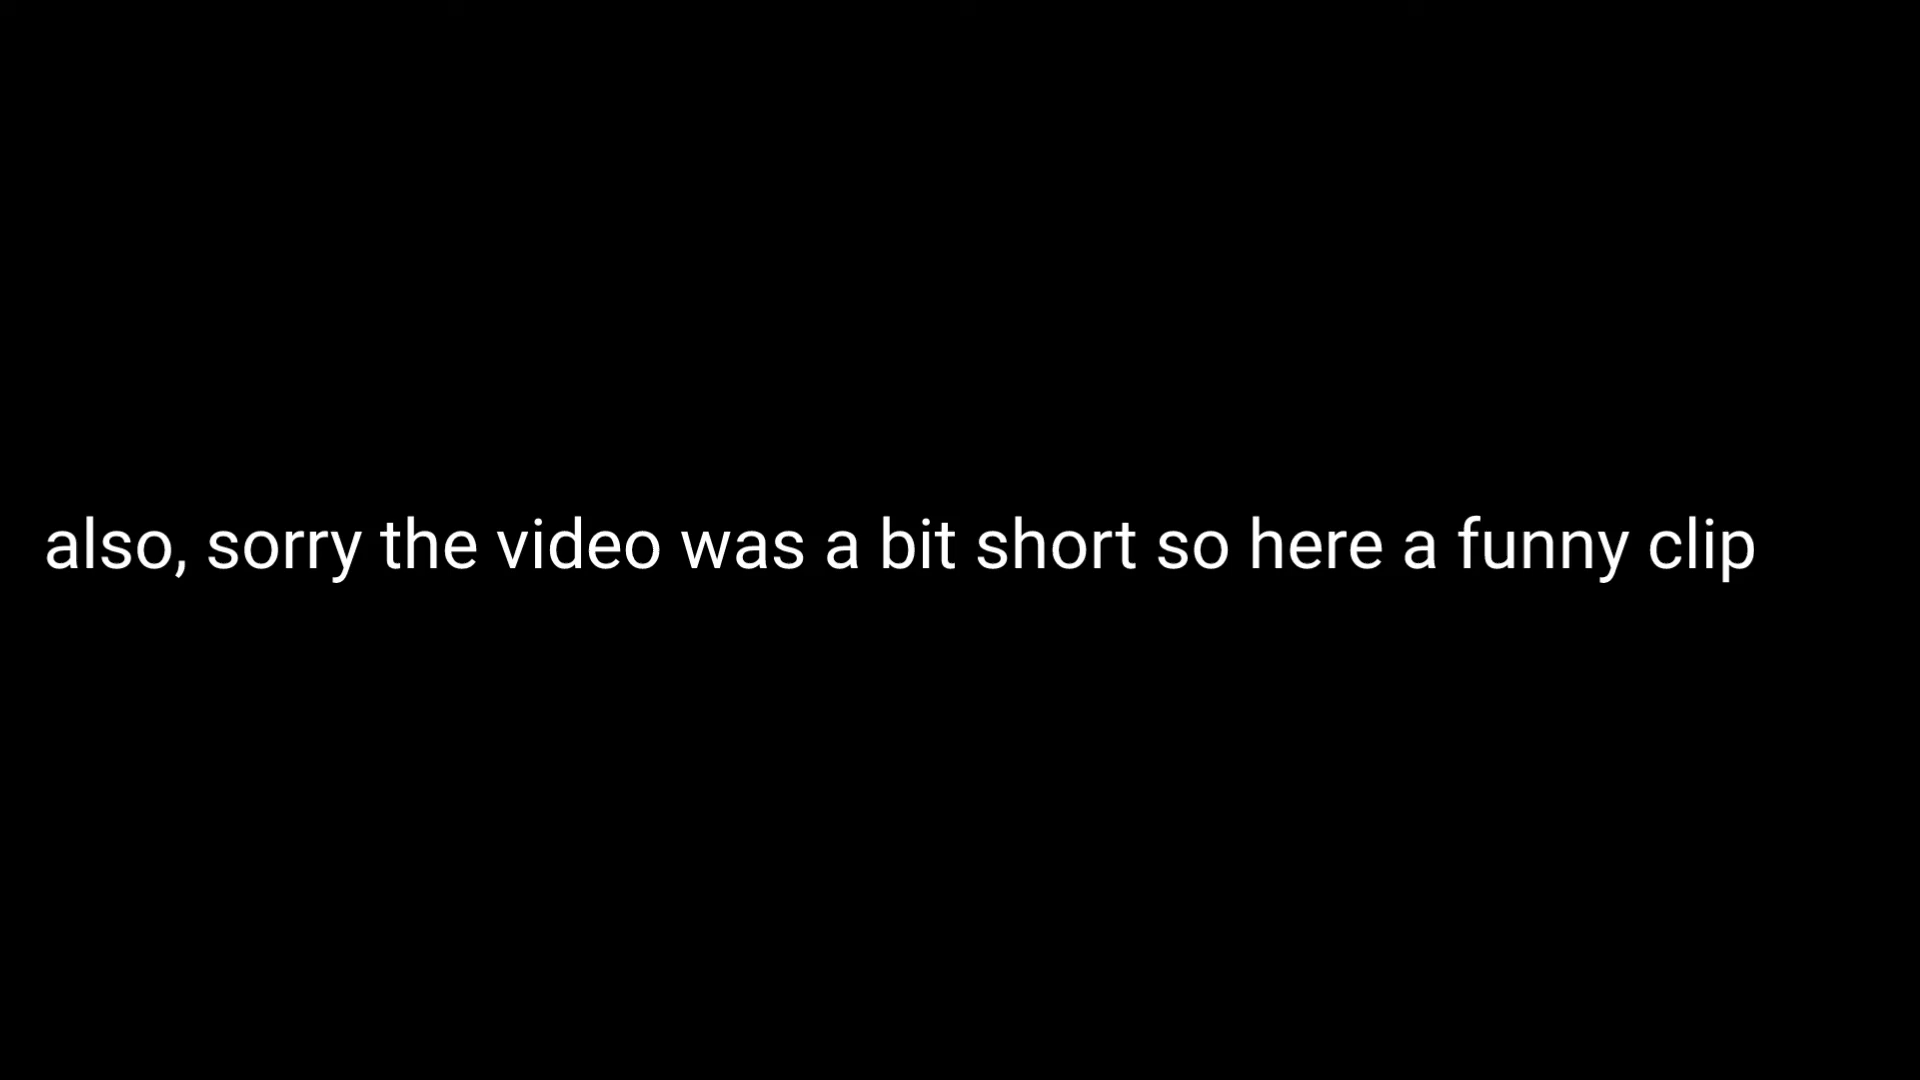 also, sorry the video was a bit short so here a funny clip